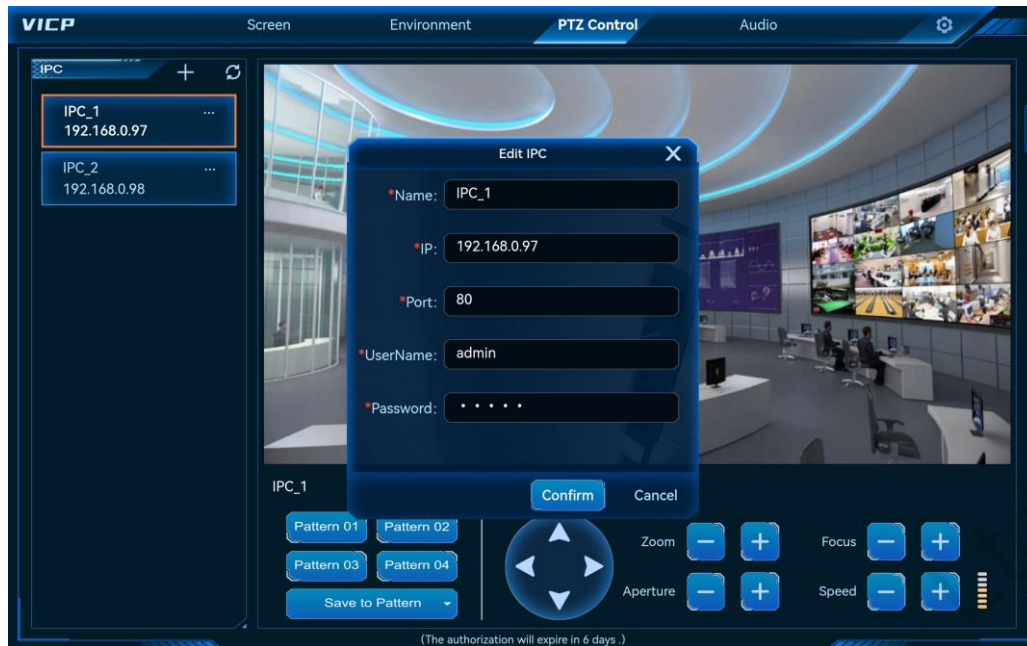 VICP
Screen
Environment
PTZ Control
Audio
IPC
IPC_1
192.168.0.97
IPC_2
192.168.0.98
Edit IPC
*Name: IPC_1
*IP: 192.168.0.97
*Port: 80
*UserName: admin
*Password: • • • • •
Confirm
Cancel
IPC_1
Pattern 01
Pattern 02
Pattern 03
Pattern 04
Save to Pattern
Zoom
Focus
Aperture
Speed
(The authorization will expire in 6 days .)